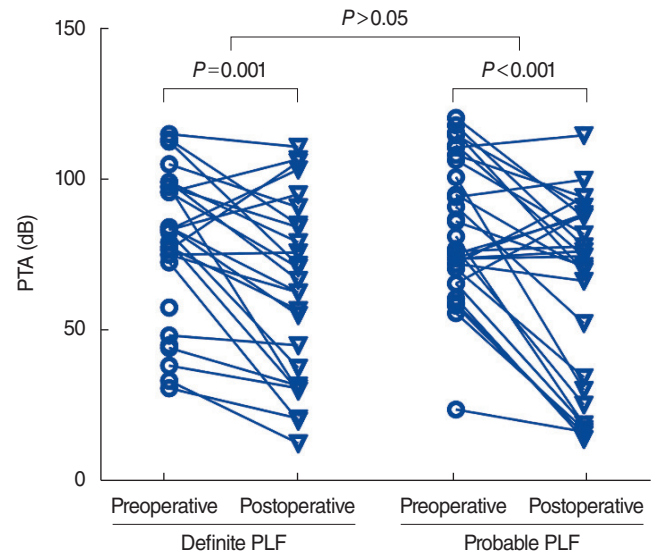 150
P>0.05
P=0.001 P<0.001
100
PTA (dB)
50
0
Preoperative Postoperative Preoperative Postoperative
Definite PLF Probable PLF